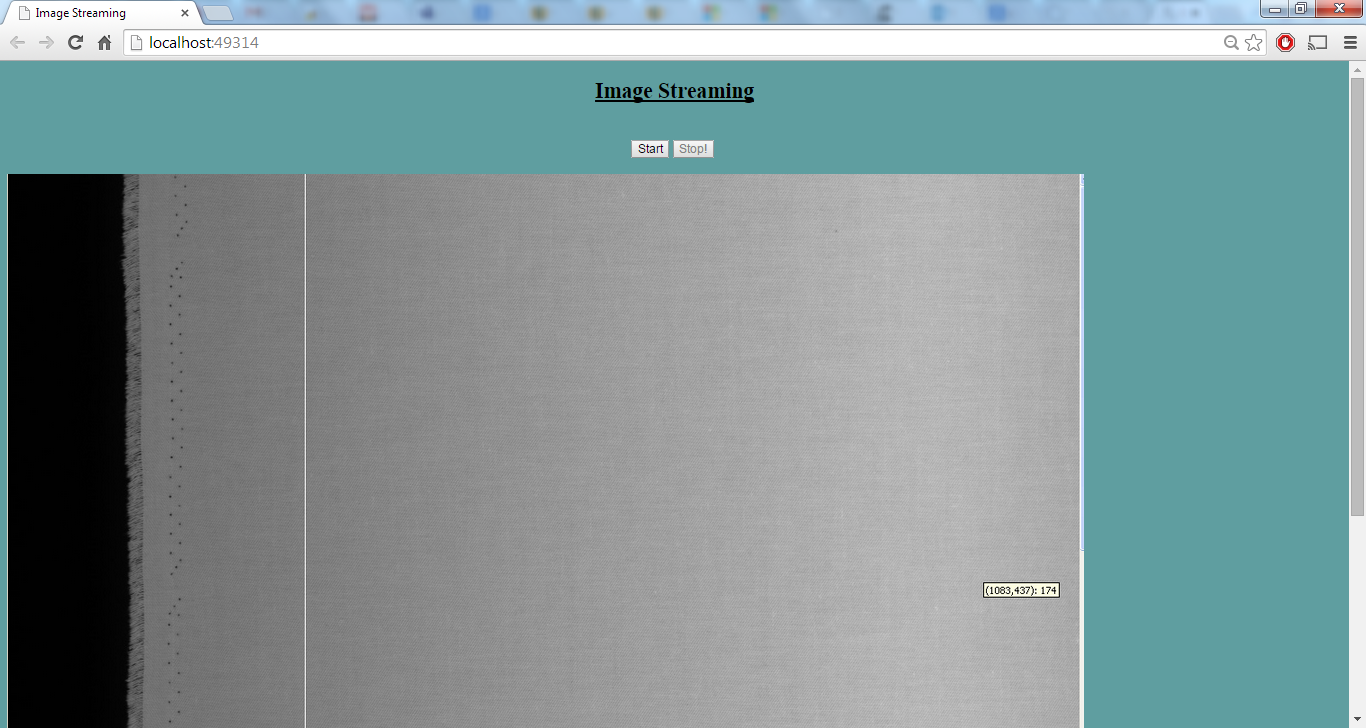 Image Streaming
localhost:49314
Image Streaming
Start Stop!
(1083,437): 174